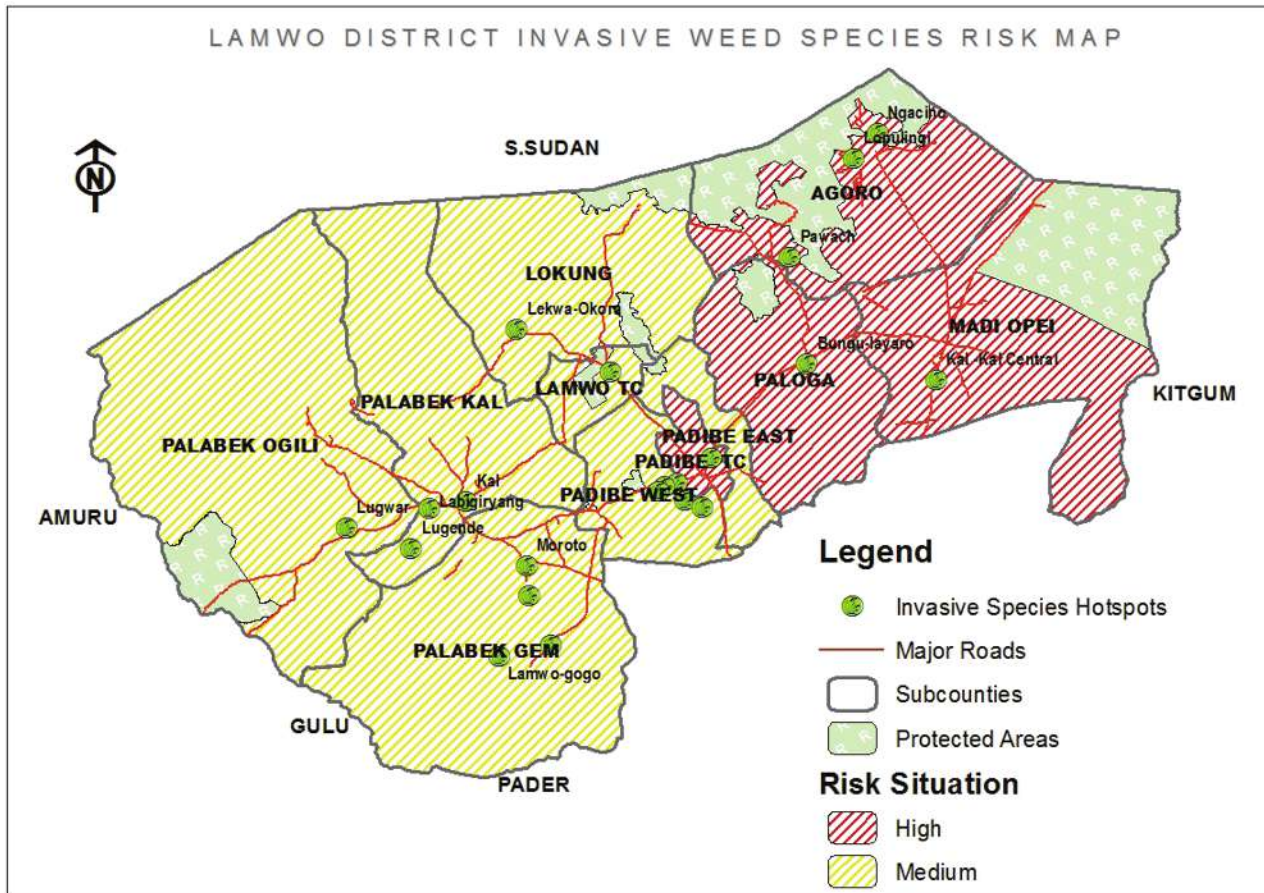 LAMWO DISTRICT INVASIVE WEED SPECIES RISK MAP
N
S.SUDAN
Ngacino
Lopulingi
AGORO
Pawach
LOKUNG
Lekwa-Okora
MADI OPEI
Bungu-layaro
Kal -Kal Central
PALOGA
LAMWO TC
KITGUM
PALABEK KAL
PADIBE EAST
PALABEK OGILI
PADIBE TC
Kal
PADIBE WEST
Labigiryang
AMURU
Lugwar
Lugende
Moroto
PALABEK GEM
Lamwo-gogo
GULU
PADER
Legend
Invasive Species Hotspots
Major Roads
Subcounties
Protected Areas
Risk Situation
High
Medium